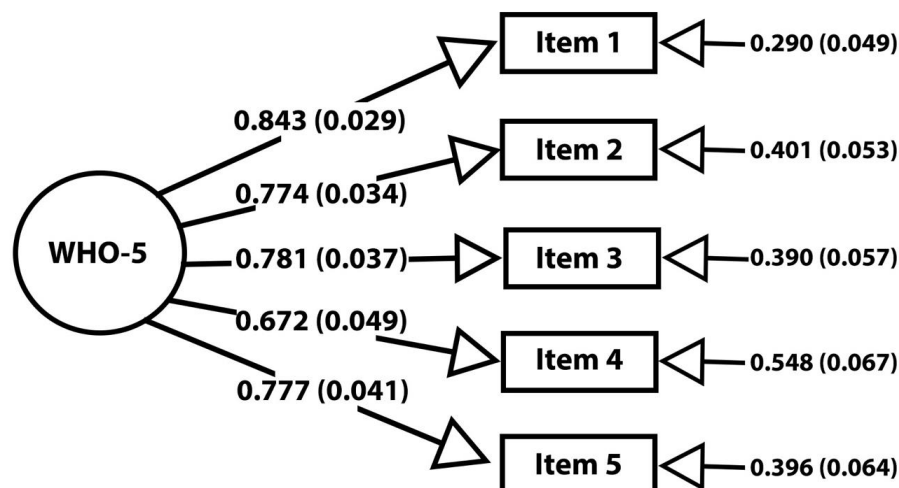 Item 1
0.290 (0.049)
0.843 (0.029)
Item 2
0.401 (0.053)
0.774 (0.034)
WHO-5
0.781 (0.037)
Item 3
0.390 (0.057)
0.672 (0.049)
Item 4
0.548 (0.067)
0.777 (0.041)
Item 5
0.396 (0.064)